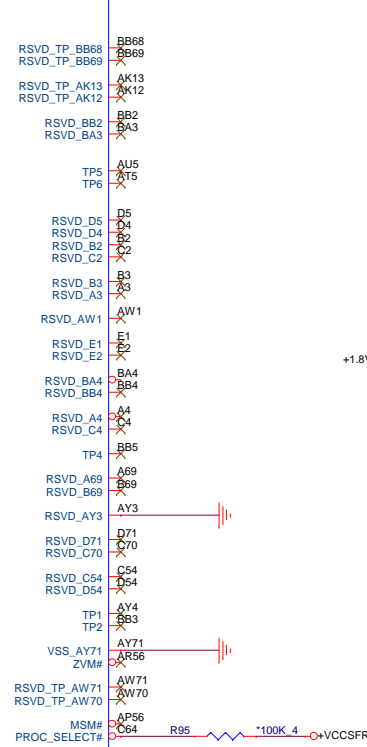 RSVD_TP_BB68 BB68
RSVD_TP_BB69 BB69
RSVD_TP_AK13 AK13
RSVD_TP_AK12 AK12
RSVD_BB2 BB2
RSVD_BA3 BA3
TP5 AU5
TP6 AT5
RSVD_D5 D5
RSVD_D4 D4
RSVD_B2 B2
RSVD_C2 C2
RSVD_B3 B3
RSVD_A3 A3
RSVD_AW1 AW1
RSVD_E1 E1
RSVD_E2 E2
+1.8V
RSVD_BA4 BA4
RSVD_BB4 BB4
RSVD_A4 A4
RSVD_C4 C4
TP4 BB5
RSVD_A69 A69
RSVD_B69 B69
RSVD_AY3 AY3
RSVD_D71 D71
RSVD_C70 C70
RSVD_C54 C54
RSVD_D54 D54
TP1 AY4
TP2 BB3
VSS_AY71 AY71
ZVM# AR56
RSVD_TP_AW71 AW71
RSVD_TP_AW70 AW70
MSM# AP56
PROC_SELECT# C64 R95 *100K_4 +VCCSFR